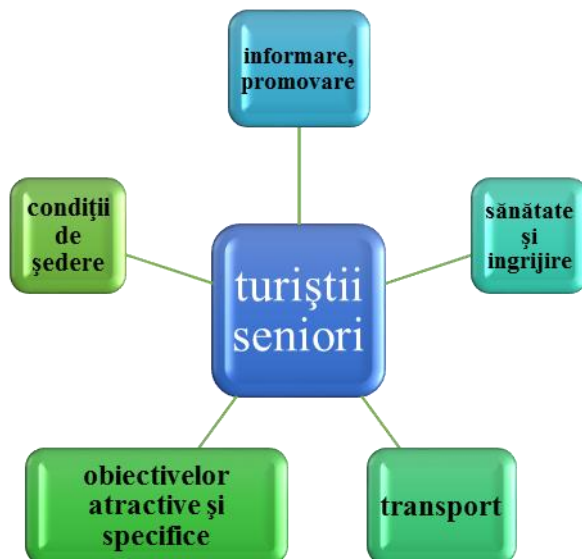 informare,
promovare
condiţii
de
şedere
sănătate
şi
ingrijire
turiştii
seniori
obiectivelor
atractive şi
specifice
transport